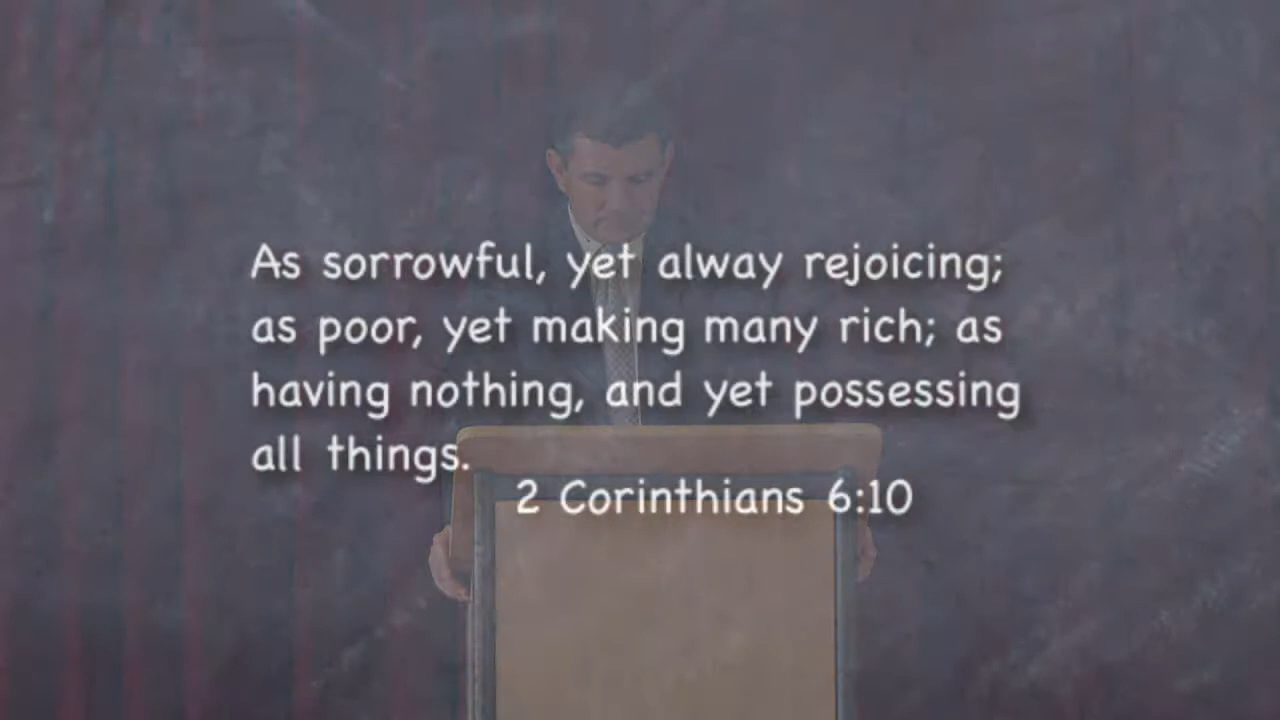 As sorrowful, yet alway rejoicing;
as poor, yet making many rich; as
having nothing, and yet possessing
all things.
2 Corinthians 6:10